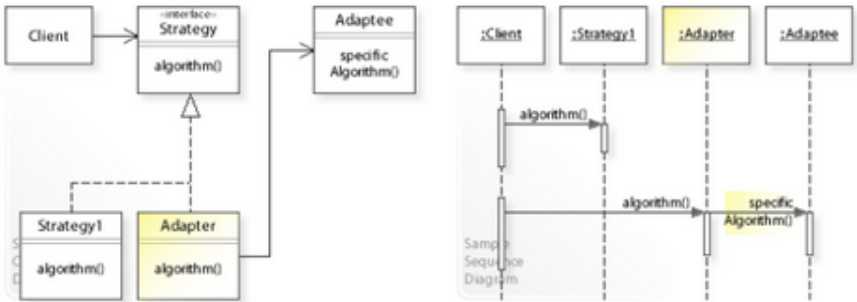 Client
«interface»
Strategy
algorithm()
Adaptee
specific
Algorithm()
Strategy1
algorithm()
Adapter
algorithm()
:Client
:Strategy1
:Adapter
:Adaptee
algorithm()
algorithm()
specific
Algorithm()
Sample
Sequence
Diagram